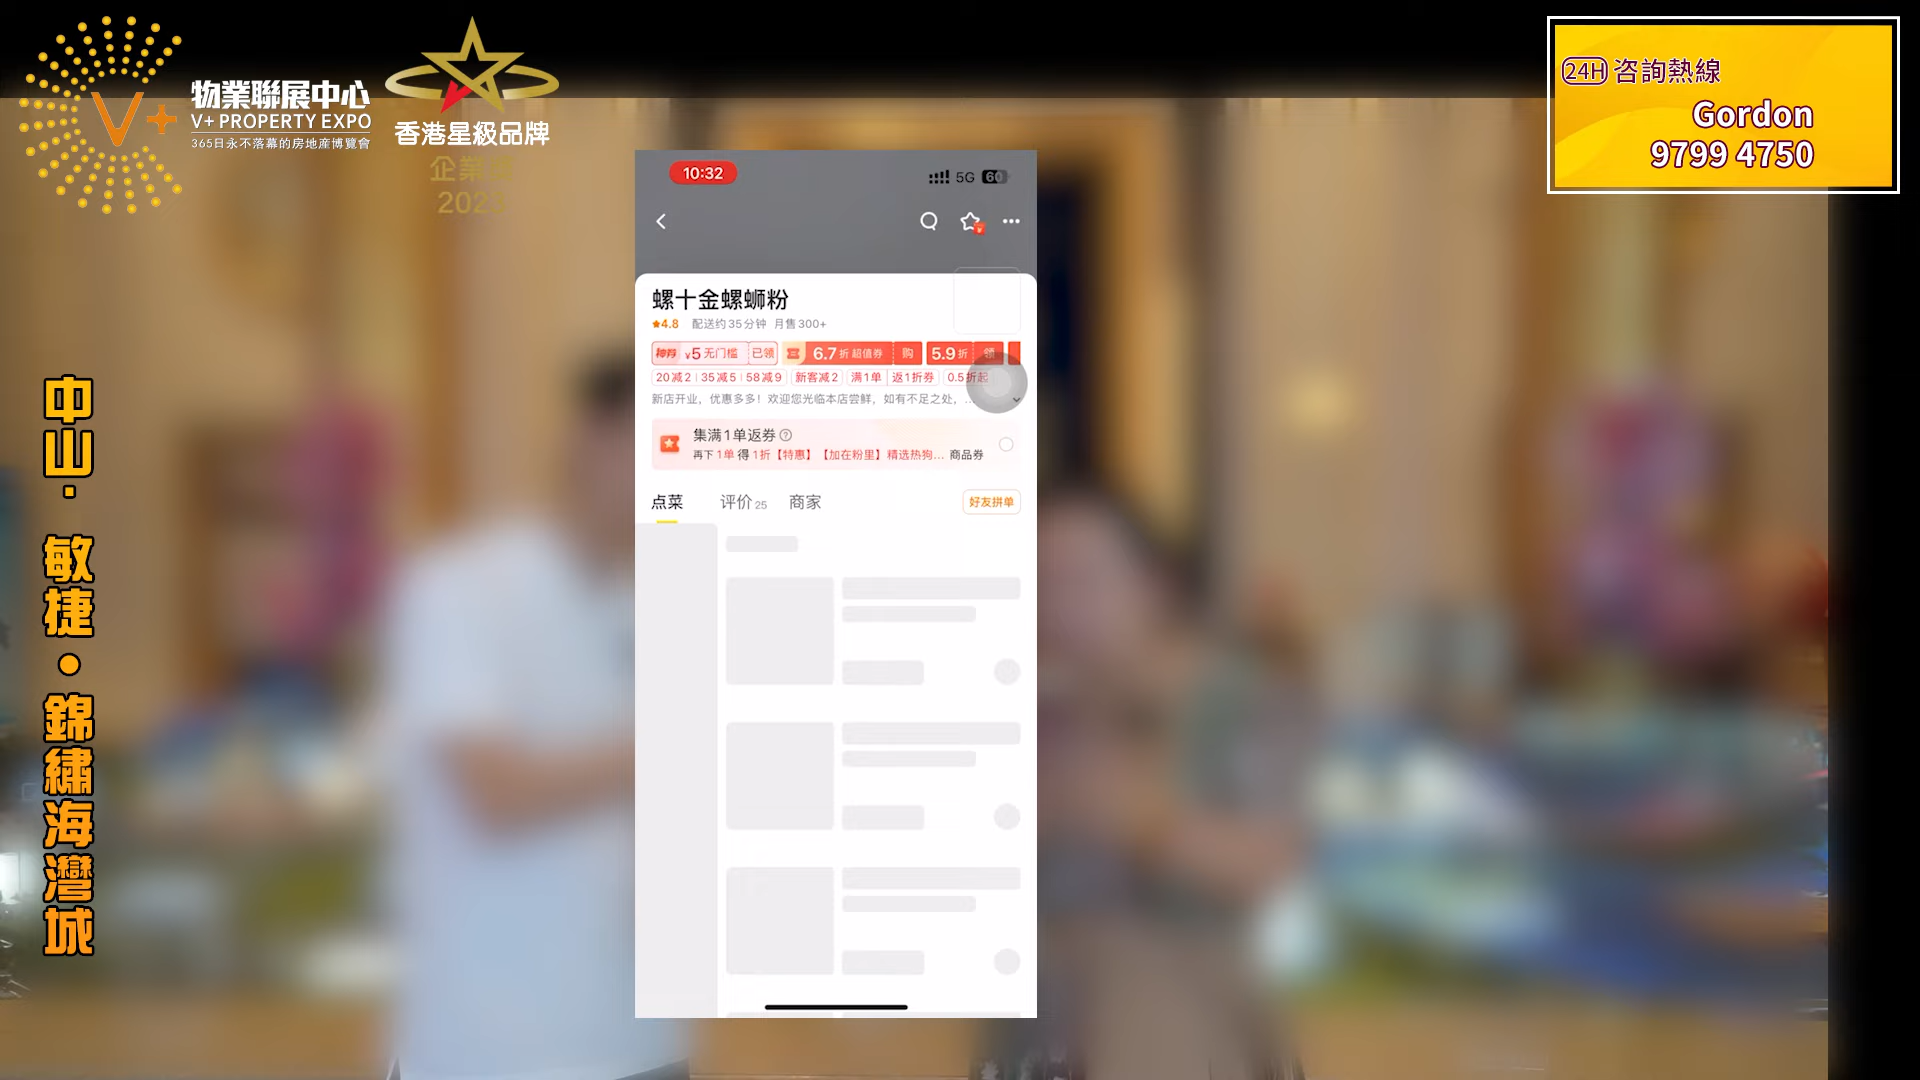 物業聯展中心
V+ PROPERTY EXPO
365日永不落幕的房地產博覽會
香港星級品牌
企業獎
2023
24H 咨詢熱線
Gordon
9799 4750
中山·敏捷•錦繡海灣城
10:32
5G 60
螺十金螺蛳粉
4.8 配送约35分钟 月售300+
神券 ¥5无门槛 已领 6.7折超值券 购 5.9折 领
20减2 35减5 58减9 新客减2 满1单 返1折券 0.5折起
新店开业，优惠多多！欢迎您光临本店尝鲜，如有不足之处，...
集满1单返券
再下1单得1折【特惠】【加在粉里】精选热狗... 商品券
点菜 评价25 商家 好友拼单